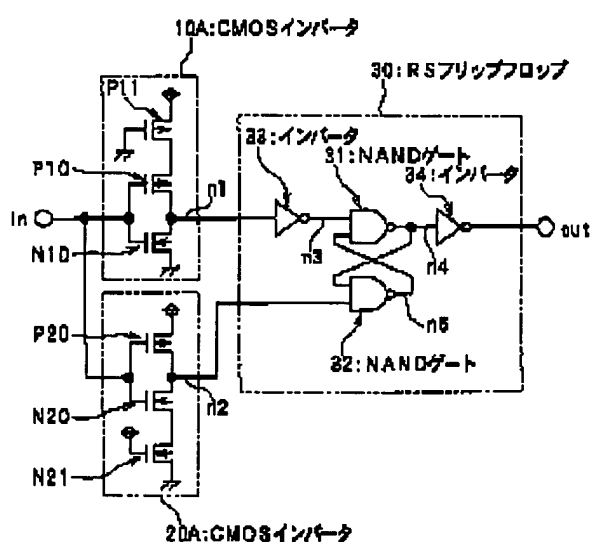 10A:CMOSインバータ
30:RSフリップフロップ
P11
33:インバータ
31:NANDゲート
34:インバータ
P10
n1
In
out
N10
n3
n4
P20
n5
32:NANDゲート
N20
n2
N21
20A:CMOSインバータ